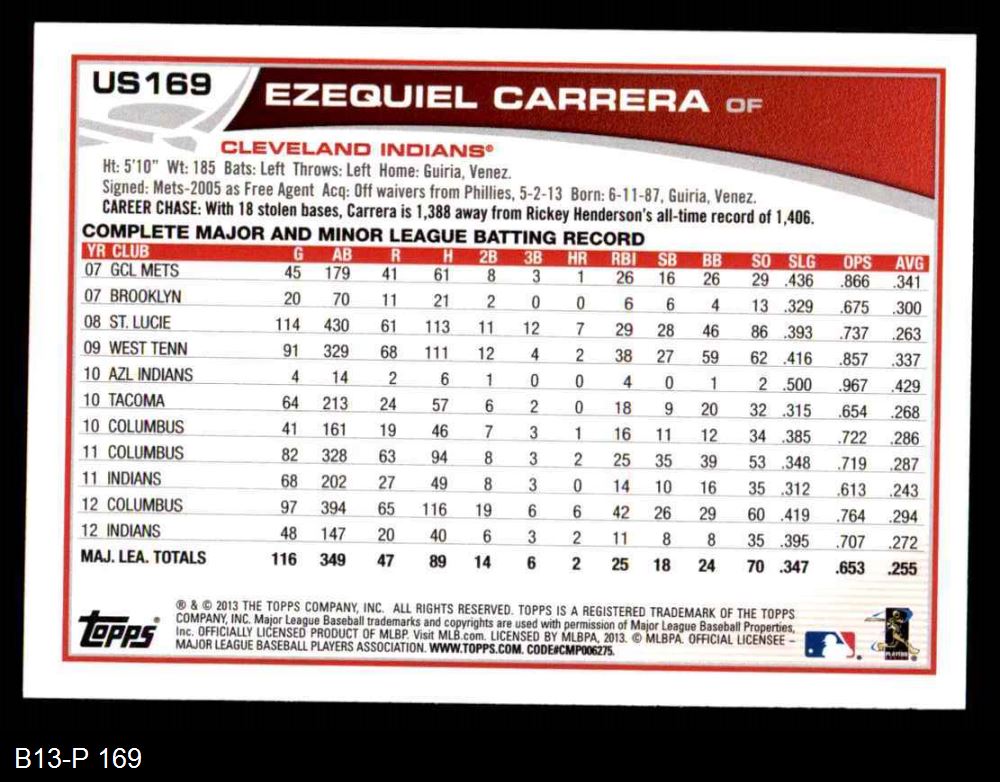 US169
EZEQUIEL CARRERA OF
CLEVELAND INDIANS®
Ht: 5'10" Wt: 185 Bats: Left Throws: Left Home: Guiria, Venez.
Signed: Mets-2005 as Free Agent Acq: Off waivers from Phillies, 5-2-13 Born: 6-11-87, Guiria, Venez.
CAREER CHASE: With 18 stolen bases, Carrera is 1,388 away from Rickey Henderson's all-time record of 1,406.
COMPLETE MAJOR AND MINOR LEAGUE BATTING RECORD
YR CLUB G AB R H 2B 3B HR RBI SB BB SO SLG OPS AVG
07 GCL METS 45 179 41 61 8 3 1 26 16 26 29 .436 .866 .341
07 BROOKLYN 20 70 11 21 2 0 0 6 6 4 13 .329 .675 .300
08 ST. LUCIE 114 430 61 113 11 12 7 29 28 46 86 .393 .737 .263
09 WEST TENN 91 329 68 111 12 4 2 38 27 59 62 .416 .857 .337
10 AZL INDIANS 4 14 2 6 1 0 0 4 0 1 2 .500 .967 .429
10 TACOMA 64 213 24 57 6 2 0 18 9 20 32 .315 .654 .268
10 COLUMBUS 41 161 19 46 7 3 1 16 11 12 34 .385 .722 .286
11 COLUMBUS 82 328 63 94 8 3 2 25 35 39 53 .348 .719 .287
11 INDIANS 68 202 27 49 8 3 0 14 10 16 35 .312 .613 .243
12 COLUMBUS 97 394 65 116 19 6 6 42 26 29 60 .419 .764 .294
12 INDIANS 48 147 20 40 6 3 2 11 8 8 35 .395 .707 .272
MAJ. LEA. TOTALS 116 349 47 89 14 6 2 25 18 24 70 .347 .653 .255
topps®
® & © 2013 THE TOPPS COMPANY, INC. ALL RIGHTS RESERVED. TOPPS IS A REGISTERED TRADEMARK OF THE TOPPS
COMPANY, INC. Major League Baseball trademarks and copyrights are used with permission of Major League Baseball Properties,
Inc. OFFICIALLY LICENSED PRODUCT OF MLBP. Visit MLB.com. LICENSED BY MLBPA, 2013. © MLBPA. OFFICIAL LICENSEE –
MAJOR LEAGUE BASEBALL PLAYERS ASSOCIATION. WWW.TOPPS.COM. CODE#CMP006275.
PLAYERS
B13-P 169